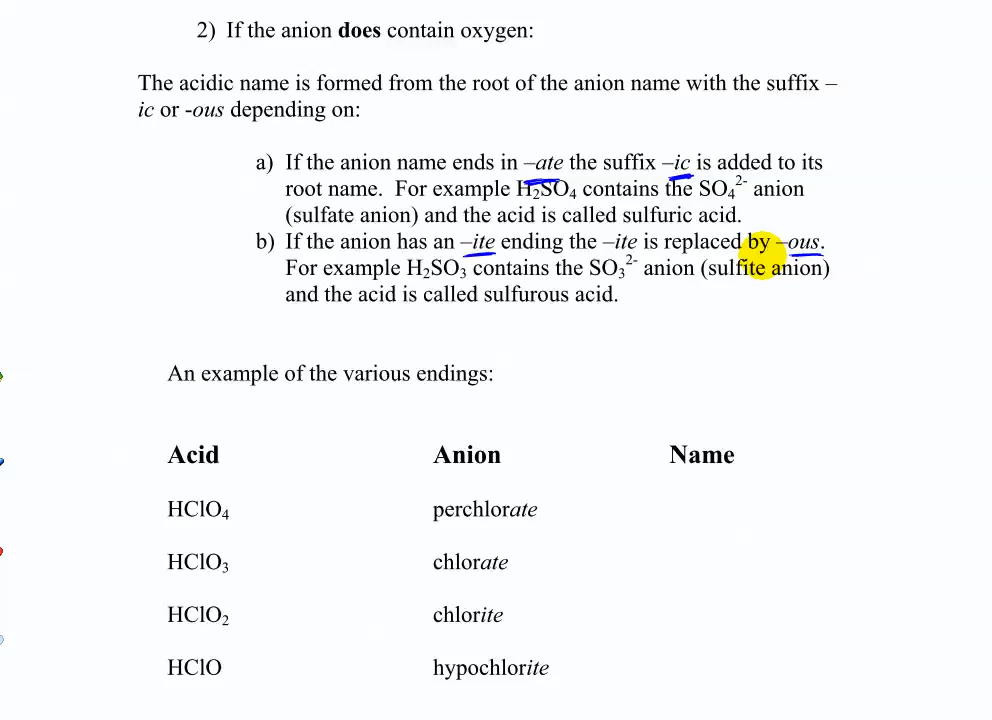 2) If the anion does contain oxygen:
The acidic name is formed from the root of the anion name with the suffix –
ic or -ous depending on:
a) If the anion name ends in –ate the suffix –ic is added to its
root name. For example H₂SO₄ contains the SO₄²⁻ anion
(sulfate anion) and the acid is called sulfuric acid.
b) If the anion has an –ite ending the –ite is replaced by –ous.
For example H₂SO₃ contains the SO₃²⁻ anion (sulfite anion)
and the acid is called sulfurous acid.
An example of the various endings:
Acid Anion Name
HClO₄ perchlorate
HClO₃ chlorate
HClO₂ chlorite
HClO hypochlorite